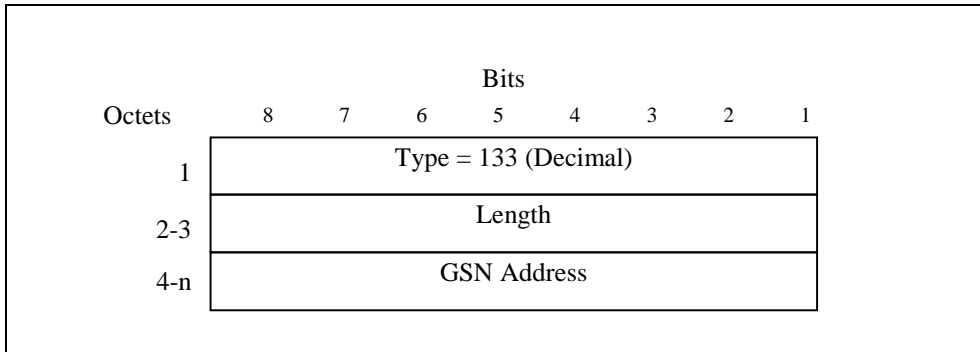 Bits
Octets 8 7 6 5 4 3 2 1
1 Type = 133 (Decimal)
2-3 Length
4-n GSN Address